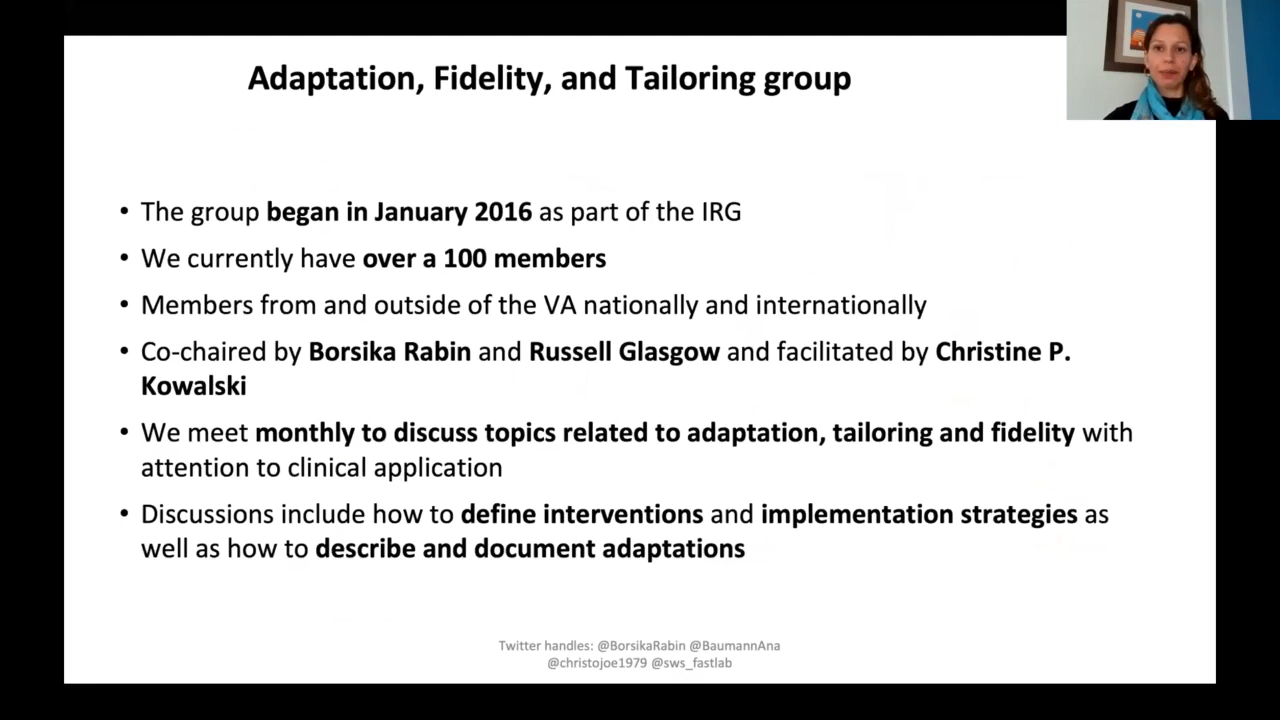 Adaptation, Fidelity, and Tailoring group
• The group began in January 2016 as part of the IRG
• We currently have over a 100 members
• Members from and outside of the VA nationally and internationally
• Co-chaired by Borsika Rabin and Russell Glasgow and facilitated by Christine P.
Kowalski
• We meet monthly to discuss topics related to adaptation, tailoring and fidelity with
attention to clinical application
• Discussions include how to define interventions and implementation strategies as
well as how to describe and document adaptations
Twitter handles: @BorsikaRabin @BaumannAna
@christojoe1979 @sws_fastlab